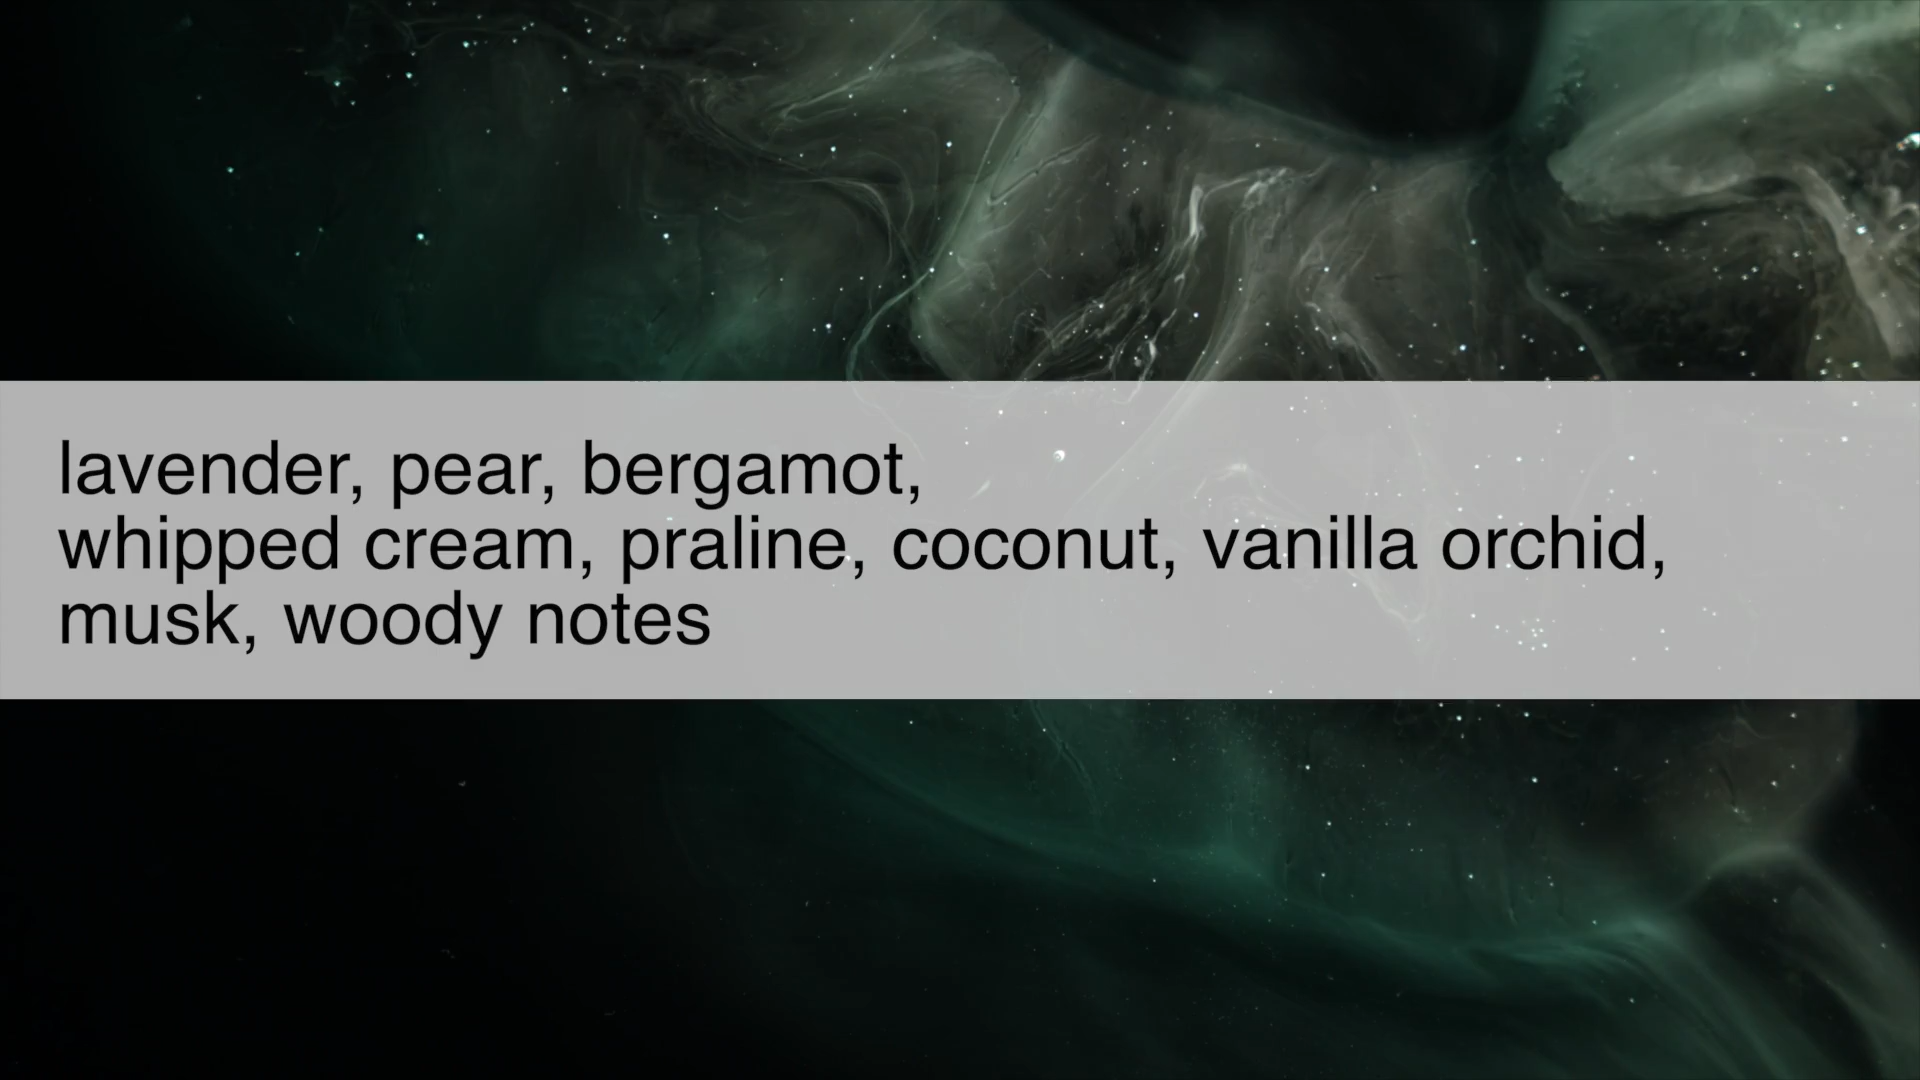 lavender, pear, bergamot,
whipped cream, praline, coconut, vanilla orchid,
musk, woody notes